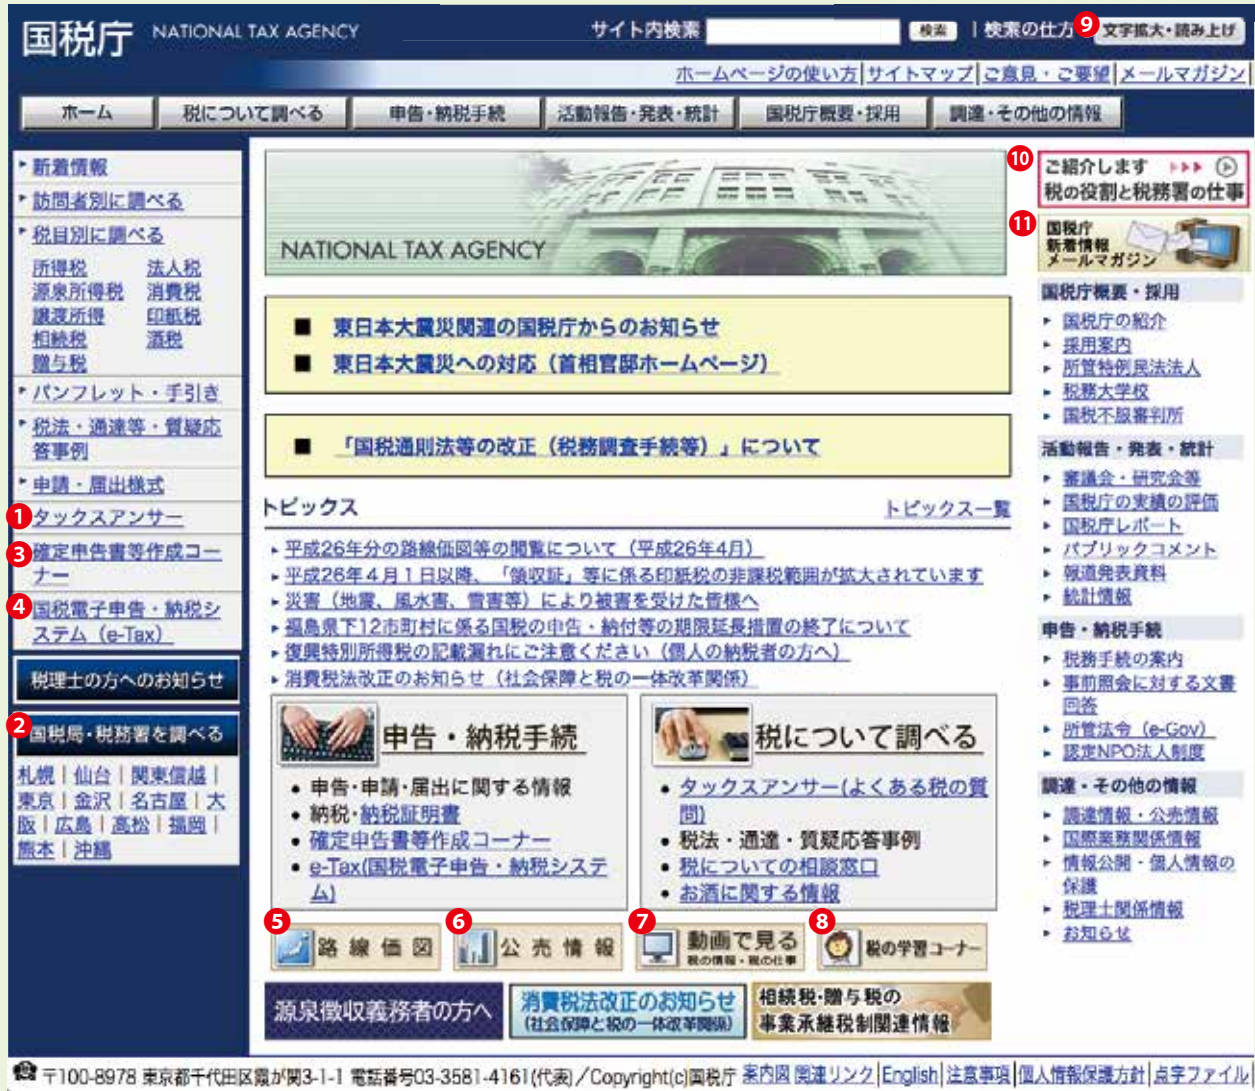 国税庁 NATIONAL TAX AGENCY
サイト内検索 検索 | 検索の仕方 9 文字拡大・読み上げ
ホームページの使い方|サイトマップ|ご意見・ご要望|メールマガジン|
ホーム 税について調べる 申告・納税手続 活動報告・発表・統計 国税庁概要・採用 調達・その他の情報
新着情報
訪問者別に調べる
税目別に調べる
所得税 法人税
源泉所得税 消費税
譲渡所得 印紙税
相続税 酒税
贈与税
パンフレット・手引き
税法・通達等・質疑応
答事例
申請・届出様式
1 タックスアンサー
3 確定申告書等作成コー
ナー
4 国税電子申告・納税シ
ステム（e-Tax）
税理士の方へのお知らせ
2 国税局・税務署を調べる
札幌|仙台|関東信越|
東京|金沢|名古屋|大
阪|広島|高松|福岡|
熊本|沖縄
NATIONAL TAX AGENCY
■ 東日本大震災関連の国税庁からのお知らせ
■ 東日本大震災への対応（首相官邸ホームページ）
■ 「国税通則法等の改正（税務調査手続等）」について
トピックス トピックス一覧
平成26年分の路線価図等の閲覧について（平成26年4月）
平成26年４月１日以降、「領収証」等に係る印紙税の非課税範囲が拡大されています
災害（地震、風水害、雪害等）により被害を受けた皆様へ
福島県下12市町村に係る国税の申告・納付等の期限延長措置の終了について
復興特別所得税の記載漏れにご注意ください（個人の納税者の方へ）
消費税法改正のお知らせ（社会保障と税の一体改革関係）
申告・納税手続
• 申告・申請・届出に関する情報
• 納税・納税証明書
• 確定申告書等作成コーナー
• e-Tax(国税電子申告・納税システ
ム)
税について調べる
• タックスアンサー(よくある税の質
問)
• 税法・通達・質疑応答事例
• 税についての相談窓口
• お酒に関する情報
5 路線価図
6 公売情報
7 動画で見る
税の情報・税の仕事
8 税の学習コーナー
源泉徴収義務者の方へ
消費税法改正のお知らせ
(社会保障と税の一体改革関係)
相続税・贈与税の
事業承継税制関連情報
10 ご紹介します
税の役割と税務署の仕事
11 国税庁
新着情報
メールマガジン
国税庁概要・採用
国税庁の紹介
採用案内
所管特例民法法人
税務大学校
国税不服審判所
活動報告・発表・統計
審議会・研究会等
国税庁の実績の評価
国税庁レポート
パブリックコメント
報道発表資料
統計情報
申告・納税手続
税務手続の案内
事前照会に対する文書
回答
所管法令（e-Gov）
認定NPO法人制度
調達・その他の情報
調達情報・公売情報
国際業務関係情報
情報公開・個人情報の
保護
税理士関係情報
お知らせ
〒100-8978 東京都千代田区霞が関3-1-1 電話番号03-3581-4161(代表)／Copyright(c)国税庁 案内図 関連リンク|English|注意事項|個人情報保護方針|点字ファイル